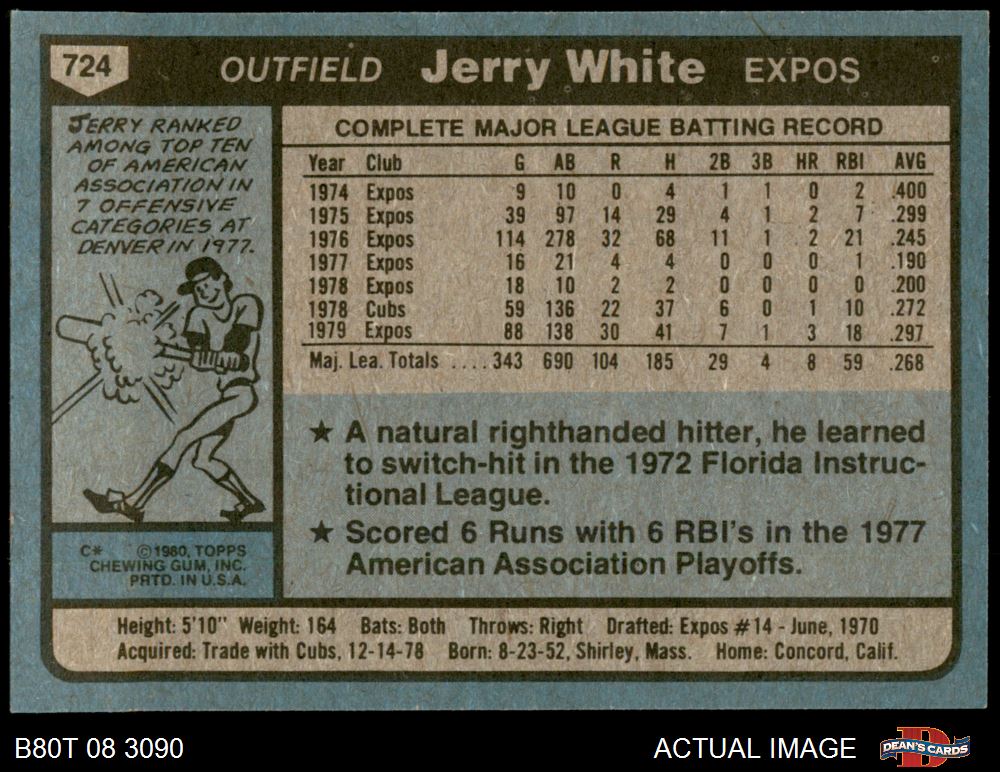 724 OUTFIELD Jerry White EXPOS
JERRY RANKED
AMONG TOP TEN
OF AMERICAN
ASSOCIATION IN
7 OFFENSIVE
CATEGORIES AT
DENVER IN 1977.
C* ©1980, TOPPS
CHEWING GUM, INC.
PRTD. IN U.S.A.
COMPLETE MAJOR LEAGUE BATTING RECORD
Year Club G AB R H 2B 3B HR RBI AVG
1974 Expos 9 10 0 4 1 1 0 2 .400
1975 Expos 39 97 14 29 4 1 2 7 .299
1976 Expos 114 278 32 68 11 1 2 21 .245
1977 Expos 16 21 4 4 0 0 0 1 .190
1978 Expos 18 10 2 2 0 0 0 0 .200
1978 Cubs 59 136 22 37 6 0 1 10 .272
1979 Expos 88 138 30 41 7 1 3 18 .297
Maj. Lea. Totals ....343 690 104 185 29 4 8 59 .268
★ A natural righthanded hitter, he learned
to switch-hit in the 1972 Florida Instruc-
tional League.
★ Scored 6 Runs with 6 RBI's in the 1977
American Association Playoffs.
Height: 5'10" Weight: 164 Bats: Both Throws: Right Drafted: Expos #14 - June, 1970
Acquired: Trade with Cubs, 12-14-78 Born: 8-23-52, Shirley, Mass. Home: Concord, Calif.
B80T 08 3090 ACTUAL IMAGE D DEAN'S CARDS